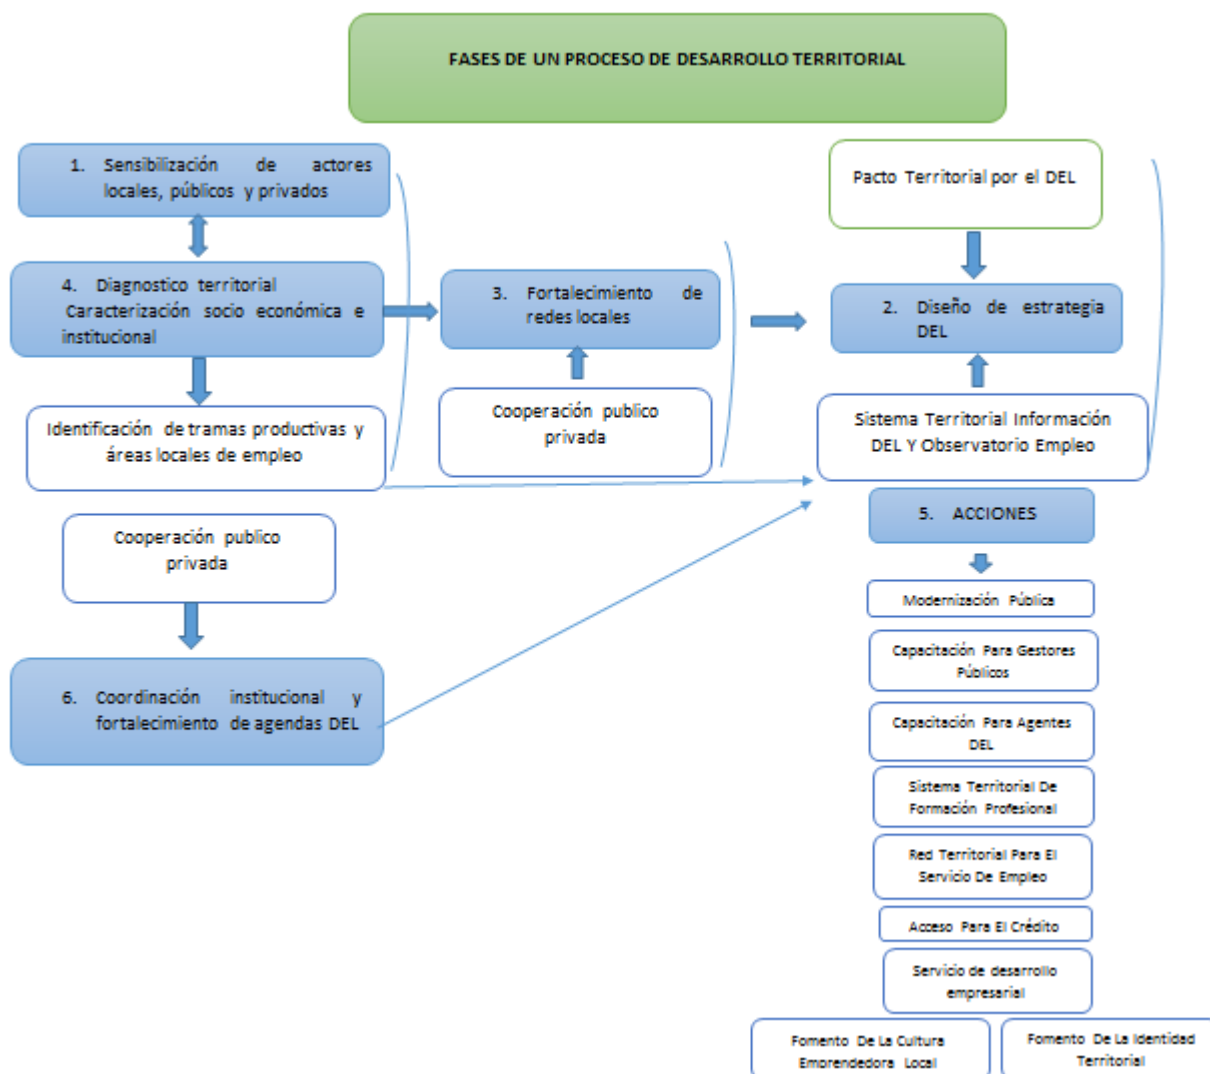 FASES DE UN PROCESO DE DESARROLLO TERRITORIAL
1. Sensibilización de actores
locales, públicos y privados
4. Diagnostico territorial
Caracterización socio económica e
institucional
Identificación de tramas productivas y
áreas locales de empleo
Cooperación publico
privada
6. Coordinación institucional y
fortalecimiento de agendas DEL
3. Fortalecimiento de
redes locales
Cooperación publico
privada
Pacto Territorial por el DEL
2. Diseño de estrategia
DEL
Sistema Territorial Información
DEL Y Observatorio Empleo
5. ACCIONES
Modernización Pública
Capacitación Para Gestores
Públicos
Capacitación Para Agentes
DEL
Sistema Territorial De
Formación Profesional
Red Territorial Para El
Servicio De Empleo
Acceso Para El Crédito
Servicio de desarrollo
empresarial
Fomento De La Cultura
Emprendedora Local
Fomento De La Identidad
Territorial